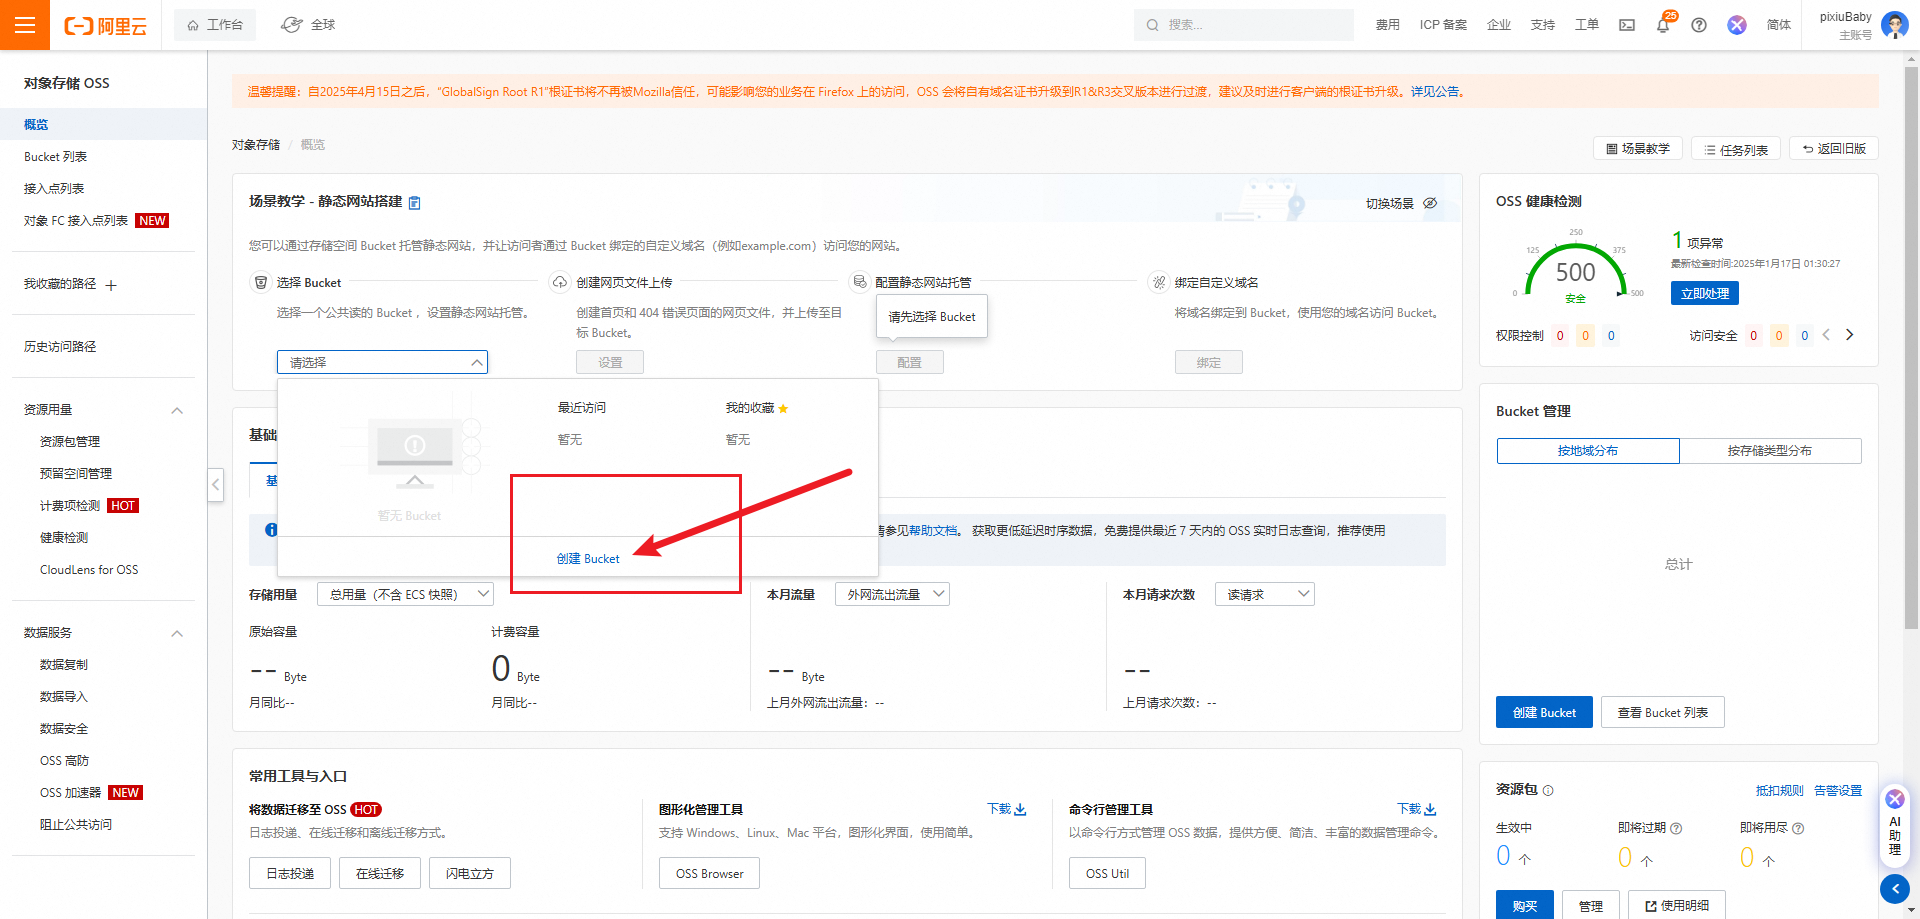 阿里云
工作台
全球
搜索...
费用
ICP 备案
企业
支持
工单
25
简体
pixiuBaby
主账号
对象存储 OSS
概览
Bucket 列表
接入点列表
对象 FC 接入点列表 NEW
我收藏的路径
历史访问路径
资源用量
资源包管理
预留空间管理
计费项检测 HOT
健康检测
CloudLens for OSS
数据服务
数据复制
数据导入
数据安全
OSS 高防
OSS 加速器 NEW
阻止公共访问
温馨提醒：自2025年4月15日之后，“GlobalSign Root R1”根证书将不再被Mozilla信任，可能影响您的业务在 Firefox 上的访问，OSS 会将自有域名证书升级到R1&R3交叉版本进行过渡，建议及时进行客户端的根证书升级。详见公告。
对象存储 / 概览
场景教学
任务列表
返回旧版
场景教学 - 静态网站搭建
切换场景
您可以通过存储空间 Bucket 托管静态网站，并让访问者通过 Bucket 绑定的自定义域名（例如example.com）访问您的网站。
选择 Bucket
选择一个公共读的 Bucket ，设置静态网站托管。
请选择
创建网页文件上传
创建首页和 404 错误页面的网页文件，并上传至目
标 Bucket。
设置
配置静态网站托管
请先选择 Bucket
配置
绑定自定义域名
将域名绑定到 Bucket，使用您的域名访问 Bucket。
绑定
暂无 Bucket
最近访问
暂无
我的收藏
暂无
创建 Bucket
基础
基
请参见帮助文档。 获取更低延迟时序数据，免费提供最近 7 天内的 OSS 实时日志查询，推荐使用
存储用量
总用量（不含 ECS 快照）
原始容量
-- Byte
月同比--
计费容量
0 Byte
月同比--
本月流量
外网流出流量
-- Byte
上月外网流出流量：--
本月请求次数
读请求
--
上月请求次数：--
常用工具与入口
将数据迁移至 OSS HOT
日志投递、在线迁移和离线迁移方式。
日志投递
在线迁移
闪电立方
图形化管理工具
下载
支持 Windows、Linux、Mac 平台，图形化界面，使用简单。
OSS Browser
命令行管理工具
下载
以命令行方式管理 OSS 数据，提供方便、简洁、丰富的数据管理命令。
OSS Util
OSS 健康检测
0
125
250
375
500
500
安全
1 项异常
最新检查时间:2025年1月17日 01:30:27
立即处理
权限控制 0 0 0
访问安全 0 0 0
Bucket 管理
按地域分布
按存储类型分布
总计
创建 Bucket
查看 Bucket 列表
资源包
抵扣规则
告警设置
生效中
0 个
即将过期
0 个
即将用尽
0 个
购买
管理
使用明细
AI
助
理